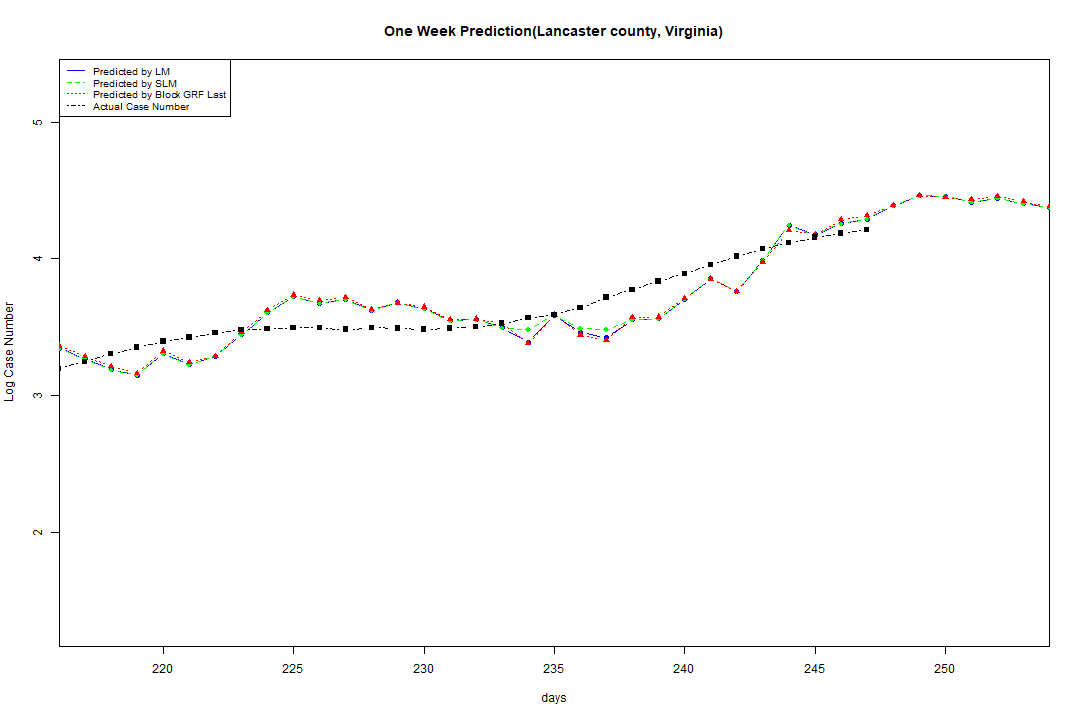 One Week Prediction(Lancaster county, Virginia)
Predicted by LM
Predicted by SLM
Predicted by Block GRF Last
Actual Case Number
5
4
3
2
Log Case Number
220 225 230 235 240 245 250
days